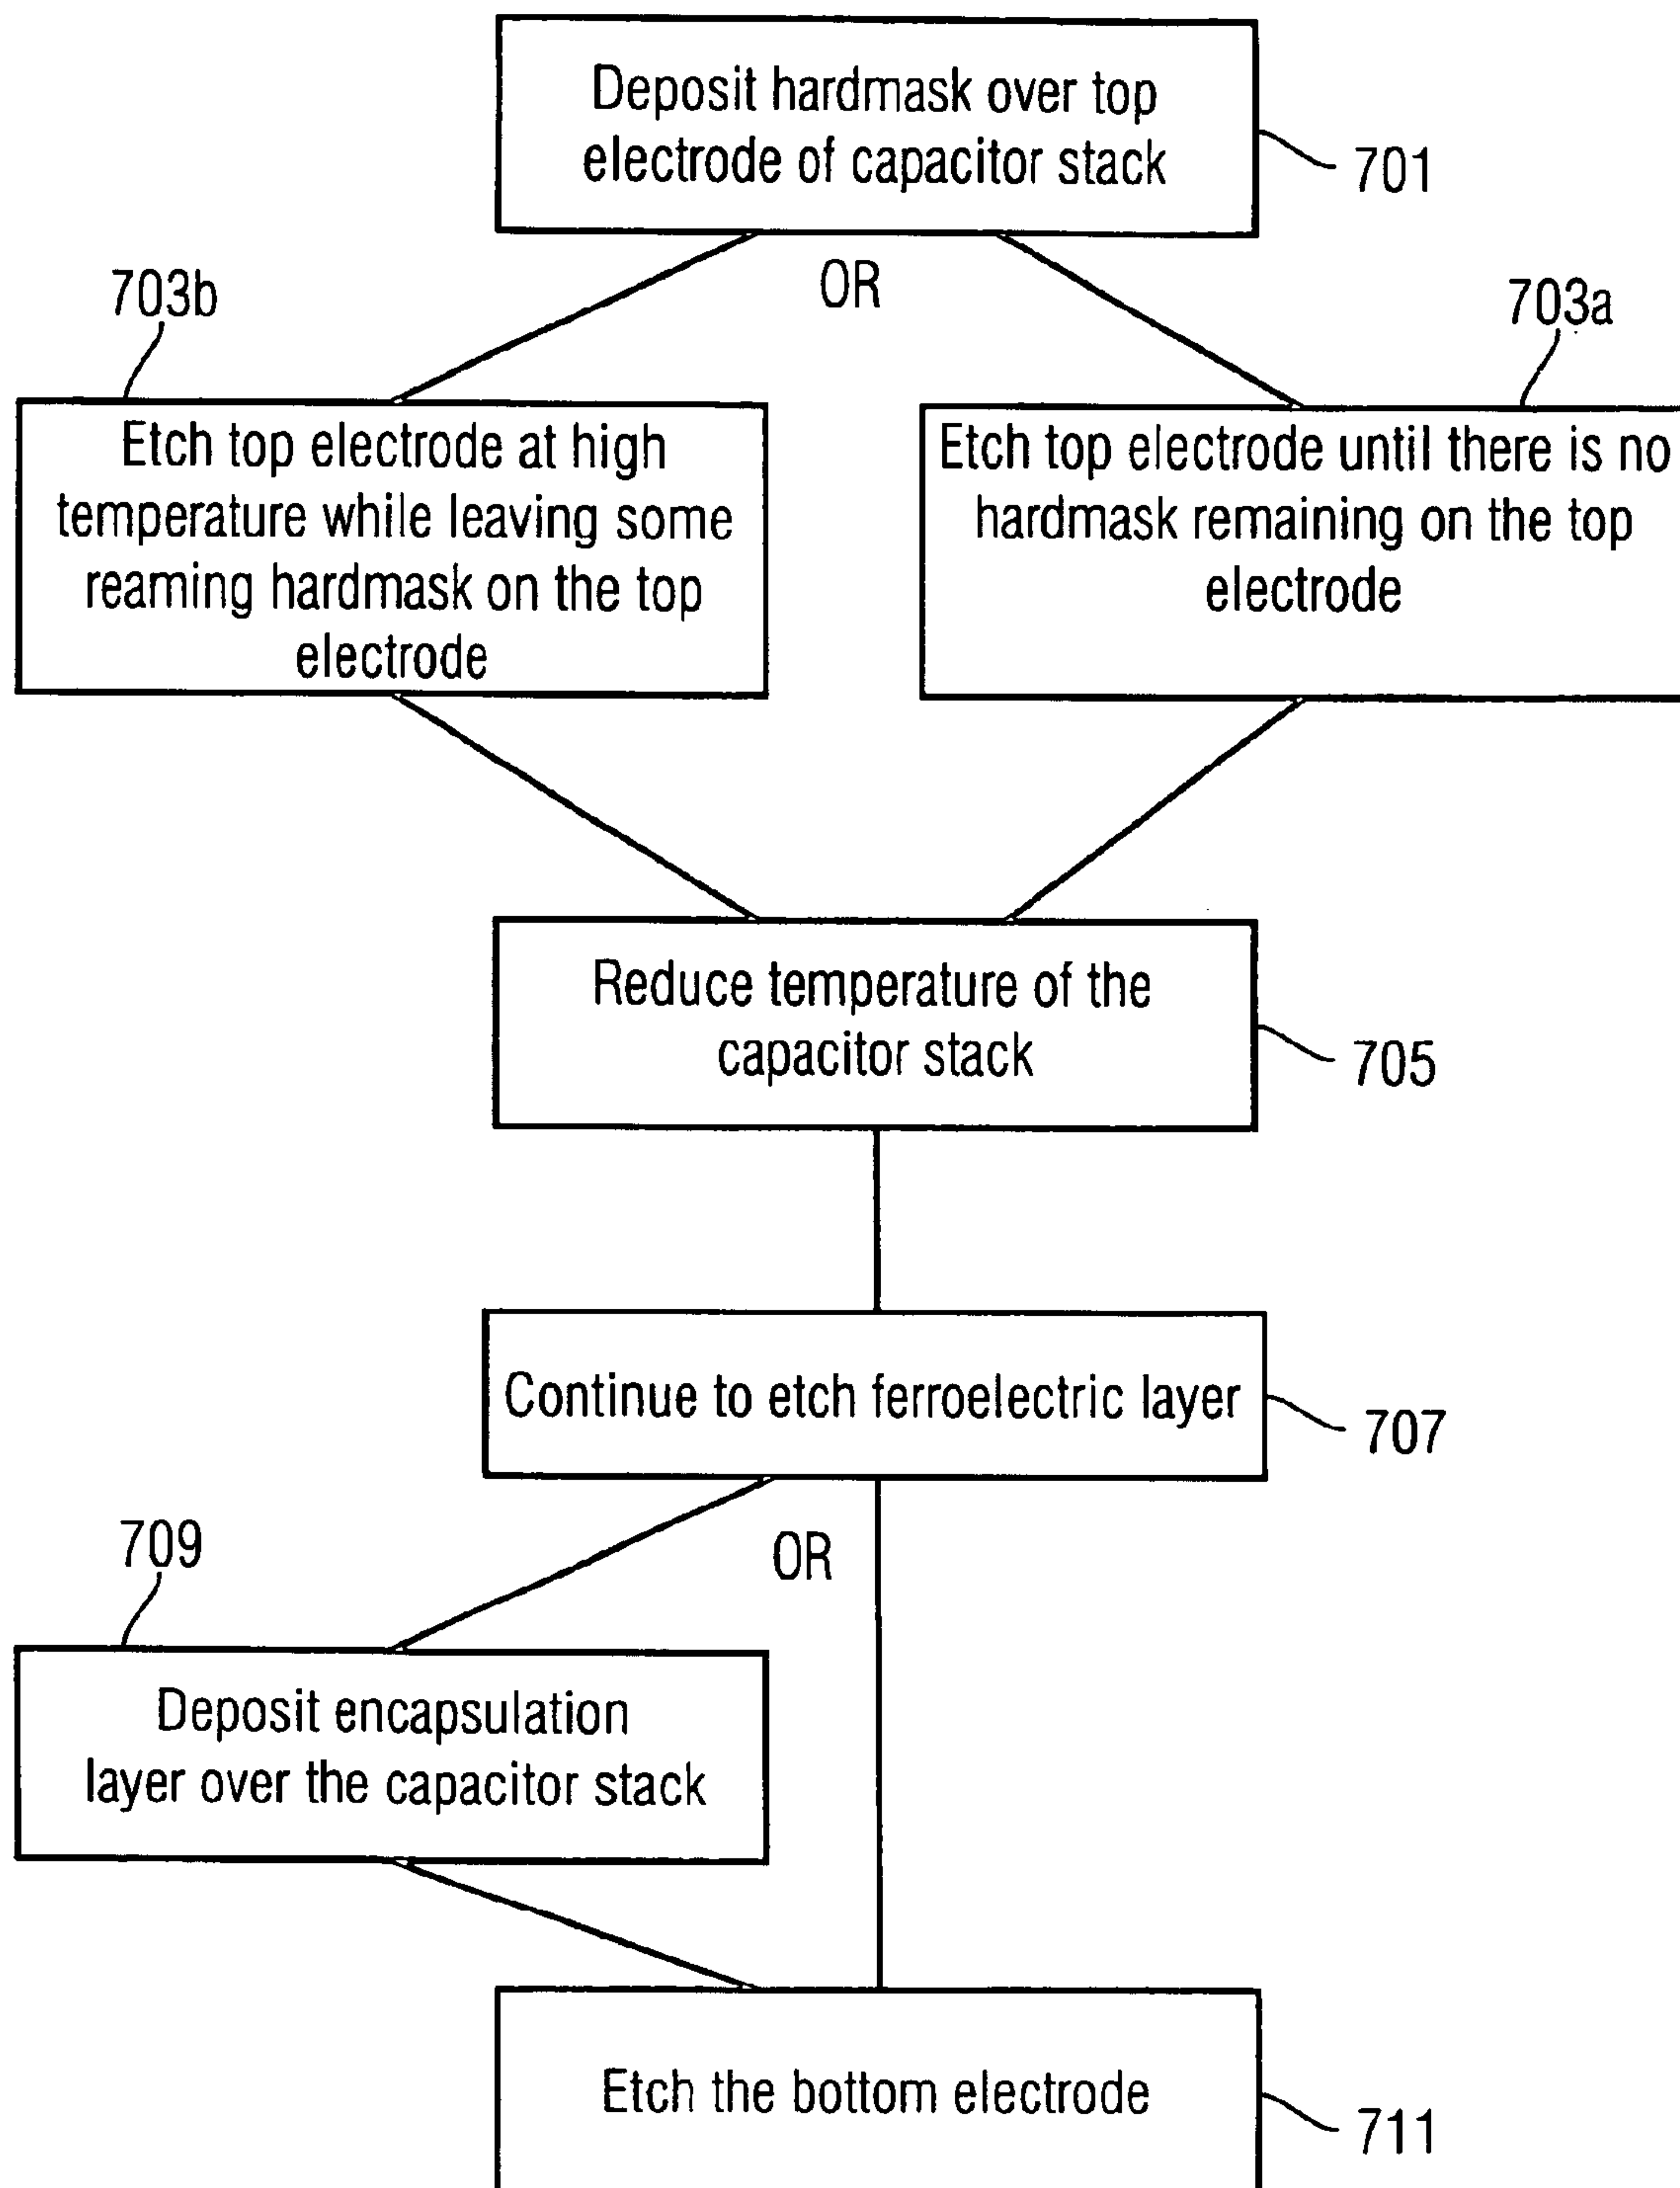 Deposit hardmask over top
electrode of capacitor stack
701
OR
703b
703a
Etch top electrode at high
temperature while leaving some
reaming hardmask on the top
electrode
Etch top electrode until there is no
hardmask remaining on the top
electrode
Reduce temperature of the
capacitor stack
705
Continue to etch ferroelectric layer
707
OR
709
Deposit encapsulation
layer over the capacitor stack
Etch the bottom electrode
711